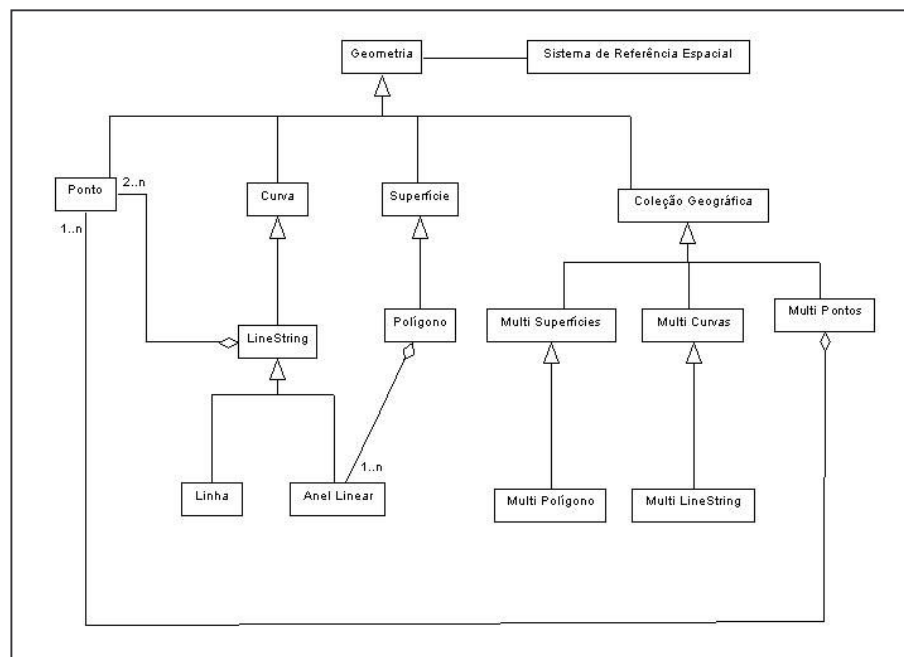 Geometria
Sistema de Referência Espacial
Ponto
2..n
1..n
Curva
Superfície
Coleção Geográfica
LineString
Polígono
Multi Superfícies
Multi Curvas
Multi Pontos
1..n
Linha
Anel Linear
Multi Polígono
Multi LineString